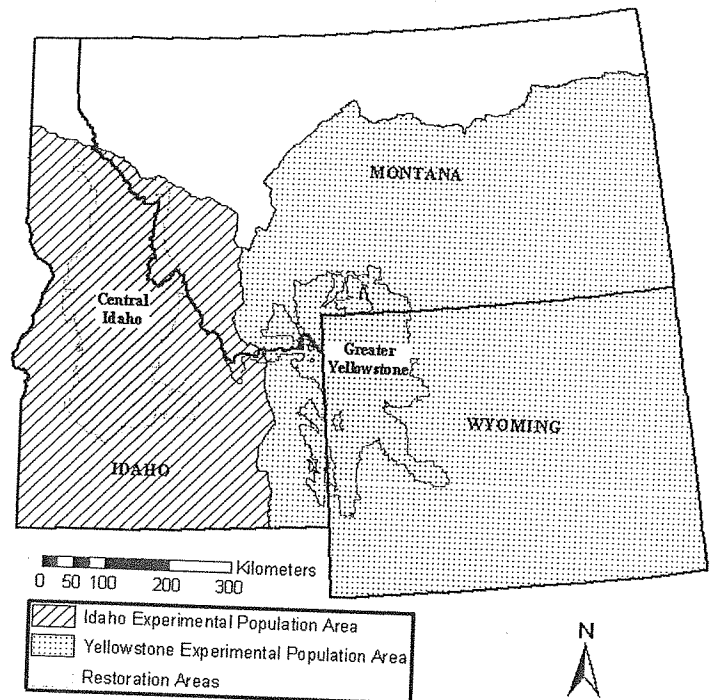 MONTANA
Central
Idaho
Greater
Yellowstone
WYOMING
IDAHO
Kilometers
0 50 100 200 300
Idaho Experimental Population Area
Yellowstone Experimental Population Area
Restoration Areas
N